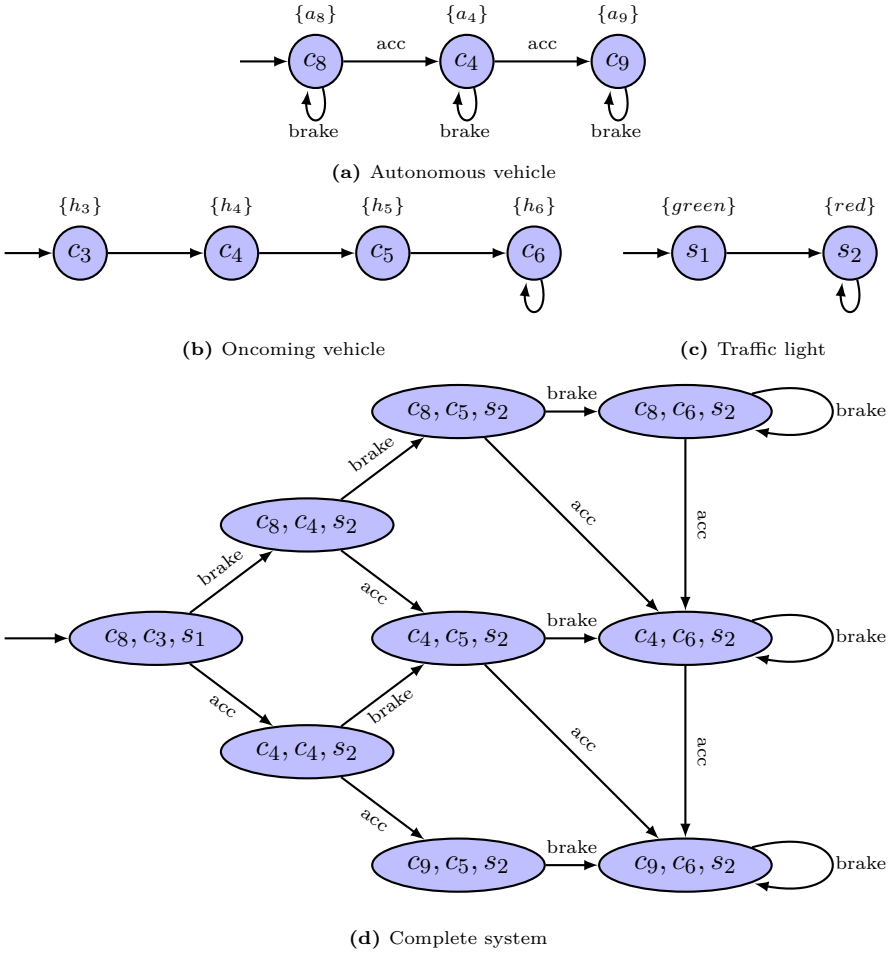 {a₈} {a₄} {a₉}
acc acc
c₈ c₄ c₉
brake brake brake
(a) Autonomous vehicle
{h₃} {h₄} {h₅} {h₆} {green} {red}
c₃ c₄ c₅ c₆ s₁ s₂
(b) Oncoming vehicle (c) Traffic light
brake
c₈, c₅, s₂ c₈, c₆, s₂ brake
brake
acc acc
c₈, c₄, s₂
brake acc
brake
c₈, c₃, s₁ c₄, c₅, s₂ c₄, c₆, s₂ brake
acc brake
acc acc
c₄, c₄, s₂
acc
brake
c₉, c₅, s₂ c₉, c₆, s₂ brake
(d) Complete system